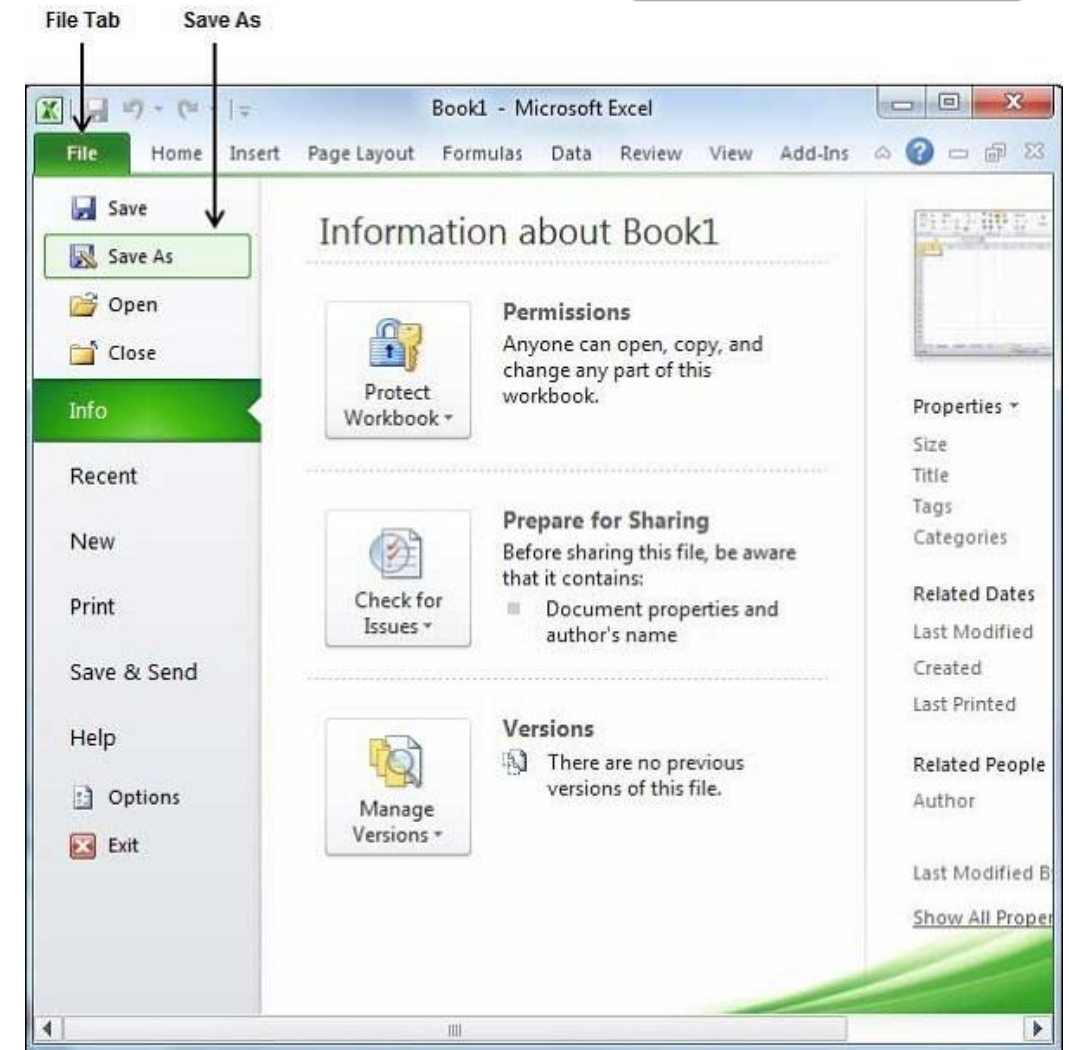 File Tab Save As
Book1 - Microsoft Excel
File Home Insert Page Layout Formulas Data Review View Add-Ins
Save
Save As
Open
Close
Info
Recent
New
Print
Save & Send
Help
Options
Exit
Information about Book1
Protect
Workbook
Permissions
Anyone can open, copy, and
change any part of this
workbook.
Check for
Issues
Prepare for Sharing
Before sharing this file, be aware
that it contains:
Document properties and
author's name
Manage
Versions
Versions
There are no previous
versions of this file.
Properties
Size
Title
Tags
Categories
Related Dates
Last Modified
Created
Last Printed
Related People
Author
Last Modified B
Show All Proper